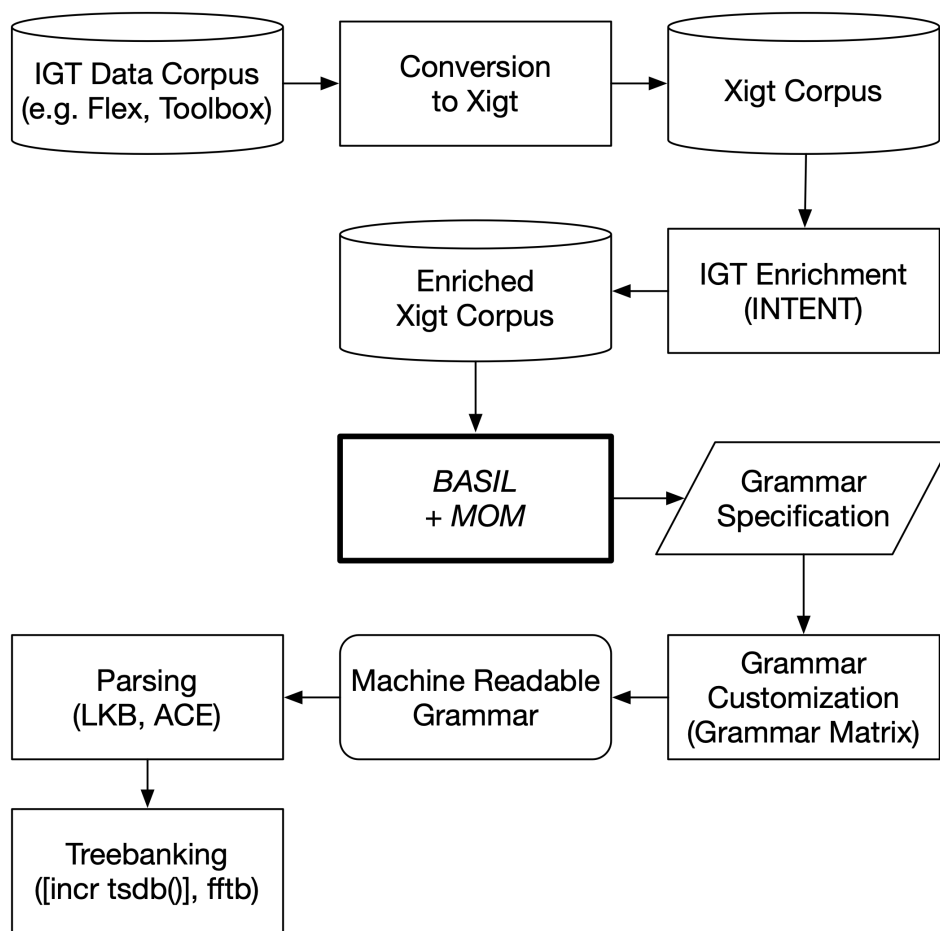 IGT Data Corpus
(e.g. Flex, Toolbox)
Conversion
to Xigt
Xigt Corpus
Enriched
Xigt Corpus
IGT Enrichment
(INTENT)
BASIL
+ MOM
Grammar
Specification
Parsing
(LKB, ACE)
Machine Readable
Grammar
Grammar
Customization
(Grammar Matrix)
Treebanking
([incr tsdb()], fftb)